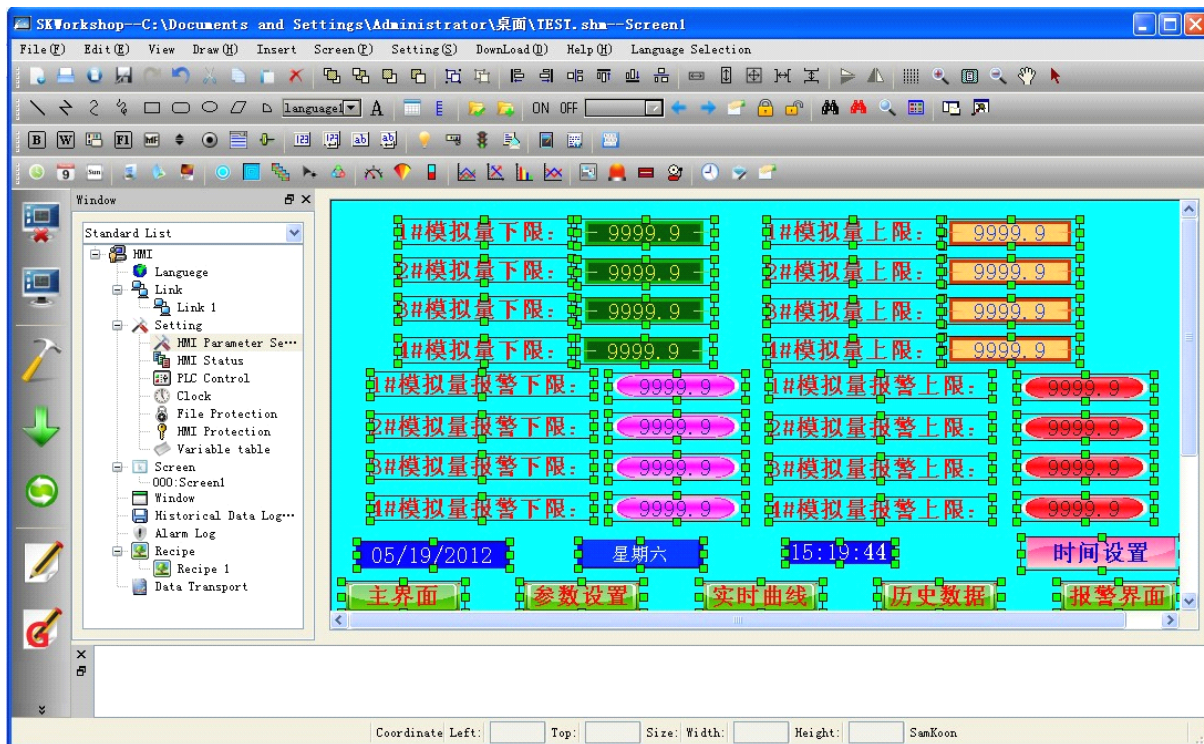 SKWorkshop--C:\Documents and Settings\Administrator\桌面\TEST.shm--Screen1
File(F) Edit(E) View Draw(W) Insert Screen(P) Setting(S) DownLoad(D) Help(H) Language Selection
language1 A ON OFF
B W F1 MF 123 123 ab ab
9 Sun
Window
Standard List
HMI
Languege
Link
Link 1
Setting
HMI Parameter Se···
HMI Status
PLC Control
Clock
File Protection
HMI Protection
Variable table
Screen
000:Screen1
Window
Historical Data Log···
Alarm Log
Recipe
Recipe 1
Data Transport
1#模拟量下限: 9999.9 1#模拟量上限: 9999.9
2#模拟量下限: 9999.9 2#模拟量上限: 9999.9
3#模拟量下限: 9999.9 3#模拟量上限: 9999.9
4#模拟量下限: 9999.9 4#模拟量上限: 9999.9
1#模拟量报警下限: 9999.9 1#模拟量报警上限: 9999.9
2#模拟量报警下限: 9999.9 2#模拟量报警上限: 9999.9
3#模拟量报警下限: 9999.9 3#模拟量报警上限: 9999.9
4#模拟量报警下限: 9999.9 4#模拟量报警上限: 9999.9
05/19/2012 星期六 15:19:44 时间设置
主界面 参数设置 实时曲线 历史数据 报警界面
Coordinate Left: Top: Size: Width: Height: SamKoon